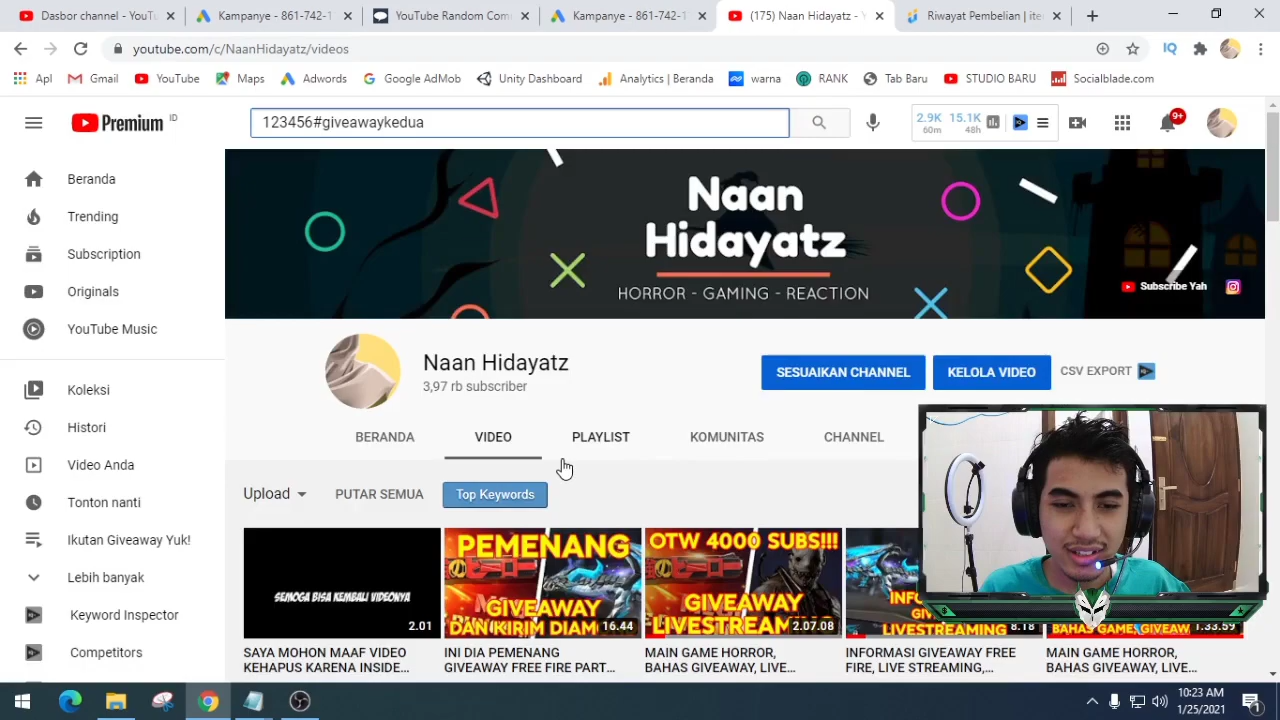 Dasbor channel - YouTu
Kampanye - 861-742-1
YouTube Random Com
Kampanye - 861-742-1
(175) Naan Hidayatz - Y
Riwayat Pembelian | ite
youtube.com/c/NaanHidayatz/videos
Apl
Gmail
YouTube
Maps
Adwords
Google AdMob
Unity Dashboard
Analytics | Beranda
warna
RANK
Tab Baru
STUDIO BARU
Socialblade.com
Premium ID
123456#giveawaykedua
2.9K
60m
15.1K
48h
9+
Beranda
Trending
Subscription
Originals
YouTube Music
Koleksi
Histori
Video Anda
Tonton nanti
Ikutan Giveaway Yuk!
Lebih banyak
Keyword Inspector
Competitors
Naan
Hidayatz
HORROR - GAMING - REACTION
Subscribe Yah
Naan Hidayatz
3,97 rb subscriber
SESUAIKAN CHANNEL
KELOLA VIDEO
CSV EXPORT
BERANDA
VIDEO
PLAYLIST
KOMUNITAS
CHANNEL
Upload
PUTAR SEMUA
Top Keywords
SEMOGA BISA KEMBALI VIDEONYA
2.01
SAYA MOHON MAAF VIDEO
KEHAPUS KARENA INSIDE...
PEMENANG
GIVEAWAY
DAN KIRIM DIAM
16.44
INI DIA PEMENANG
GIVEAWAY FREE FIRE PART...
OTW 4000 SUBS!!!
GIVEAWAY
LIVESTREAMING
2.07.08
MAIN GAME HORROR,
BAHAS GIVEAWAY, LIVE...
LIVESTREAMING
8.18
INFORMASI GIVEAWAY FREE
FIRE, LIVE STREAMING,...
1.33.59
MAIN GAME HORROR,
BAHAS GIVEAWAY, LIVE...
10:23 AM
1/25/2021
1